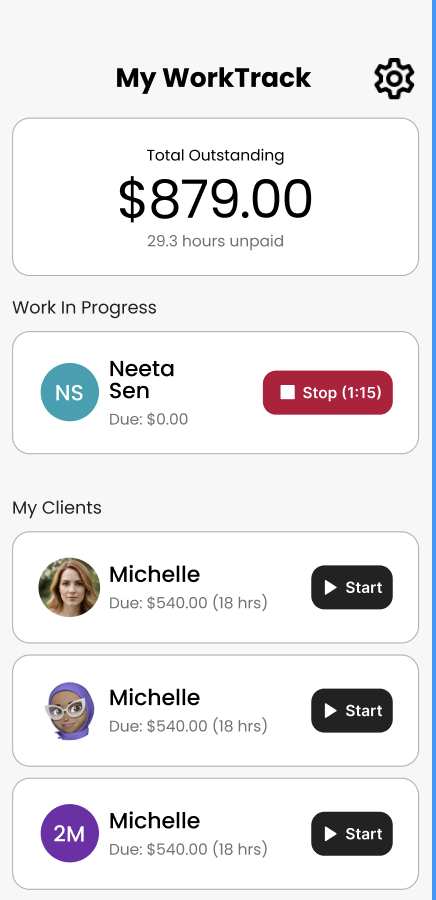 My WorkTrack
Total Outstanding
$879.00
29.3 hours unpaid
Work In Progress
NS
Neeta
Sen
Due: $0.00
Stop (1:15)
My Clients
Michelle
Due: $540.00 (18 hrs)
Start
Michelle
Due: $540.00 (18 hrs)
Start
2M
Michelle
Due: $540.00 (18 hrs)
Start